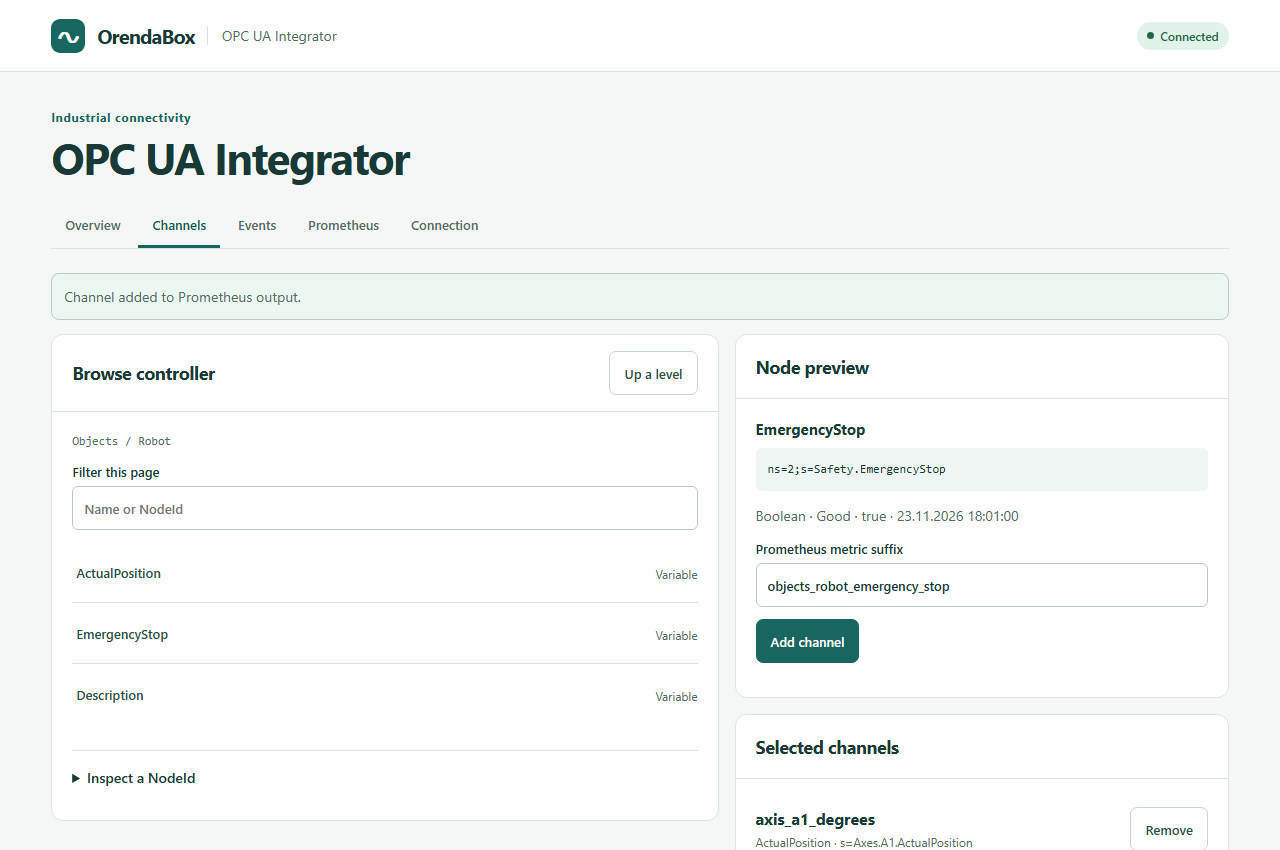 OrendaBox
OPC UA Integrator
Connected
Industrial connectivity
OPC UA Integrator
Overview
Channels
Events
Prometheus
Connection
Channel added to Prometheus output.
Browse controller
Up a level
Objects / Robot
Filter this page
Name or NodeId
ActualPosition
Variable
EmergencyStop
Variable
Description
Variable
Inspect a NodeId
Node preview
EmergencyStop
ns=2;s=Safety.EmergencyStop
Boolean · Good · true · 23.11.2026 18:01:00
Prometheus metric suffix
objects_robot_emergency_stop
Add channel
Selected channels
axis_a1_degrees
ActualPosition · s=Axes.A1.ActualPosition
Remove